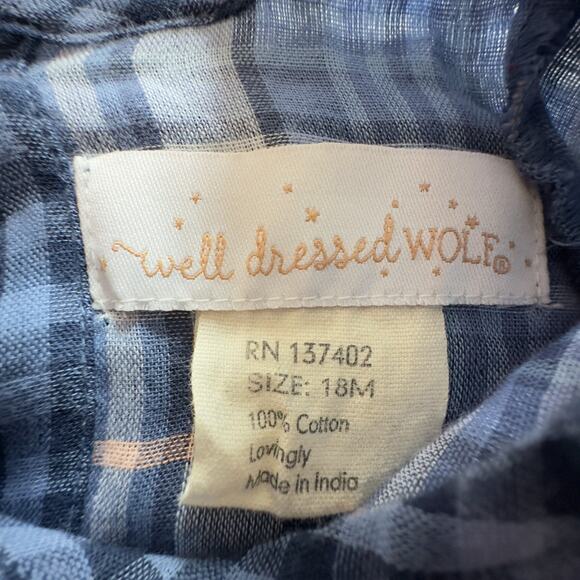 well dressed WOLF®
RN 137402
SIZE: 18M
100% Cotton
Lovingly
Made in India